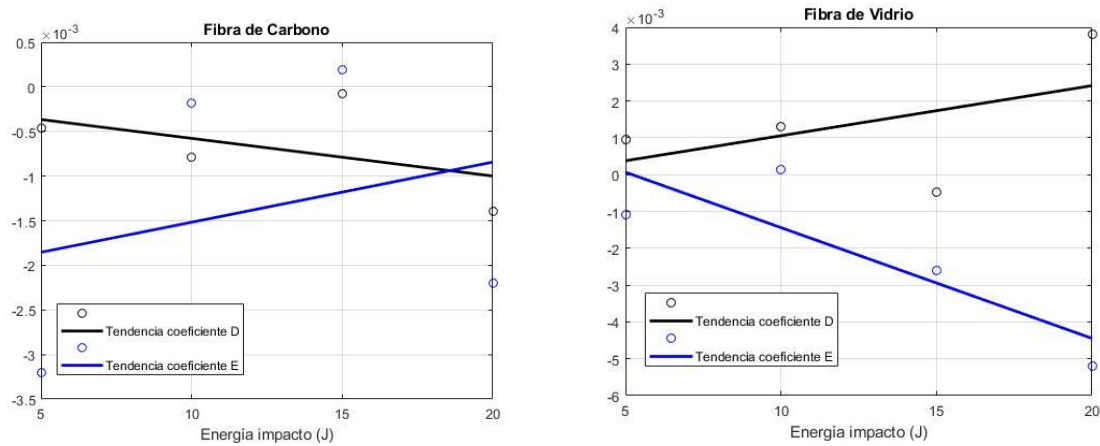 ×10⁻³
Fibra de Carbono
0.5
0
-0.5
-1
-1.5
-2
-2.5
-3
-3.5
Tendencia coeficiente D
Tendencia coeficiente E
5 10 15 20
Energía impacto (J)
×10⁻³
Fibra de Vidrio
4
3
2
1
0
-1
-2
-3
-4
-5
-6
Tendencia coeficiente D
Tendencia coeficiente E
5 10 15 20
Energía impacto (J)